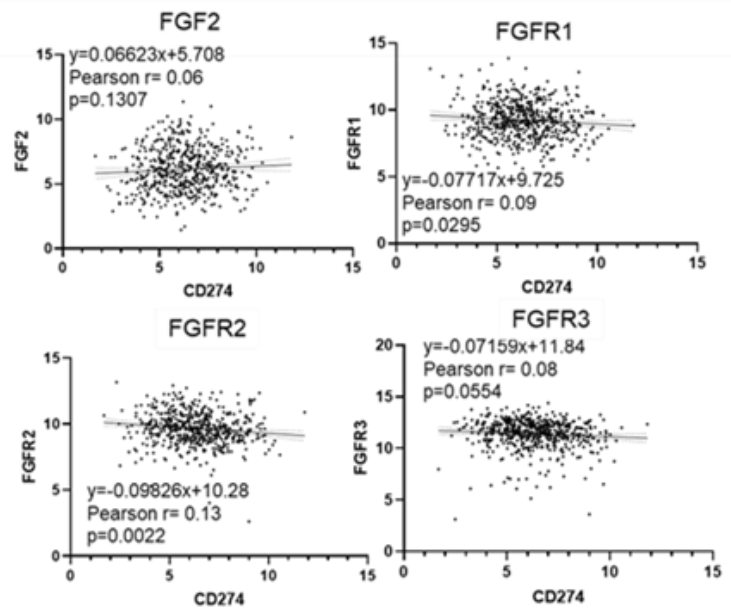 FGF2
y=0.06623x+5.708
Pearson r= 0.06
p=0.1307
15
10
5
0
FGF2
0 5 10 15
CD274
FGFR1
15
10
5
0
FGFR1
y=-0.07717x+9.725
Pearson r= 0.09
p=0.0295
0 5 10 15
CD274
FGFR2
15
10
5
0
FGFR2
y=-0.09826x+10.28
Pearson r= 0.13
p=0.0022
0 5 10 15
CD274
FGFR3
y=-0.07159x+11.84
Pearson r= 0.08
p=0.0554
20
15
10
5
0
FGFR3
0 5 10 15
CD274